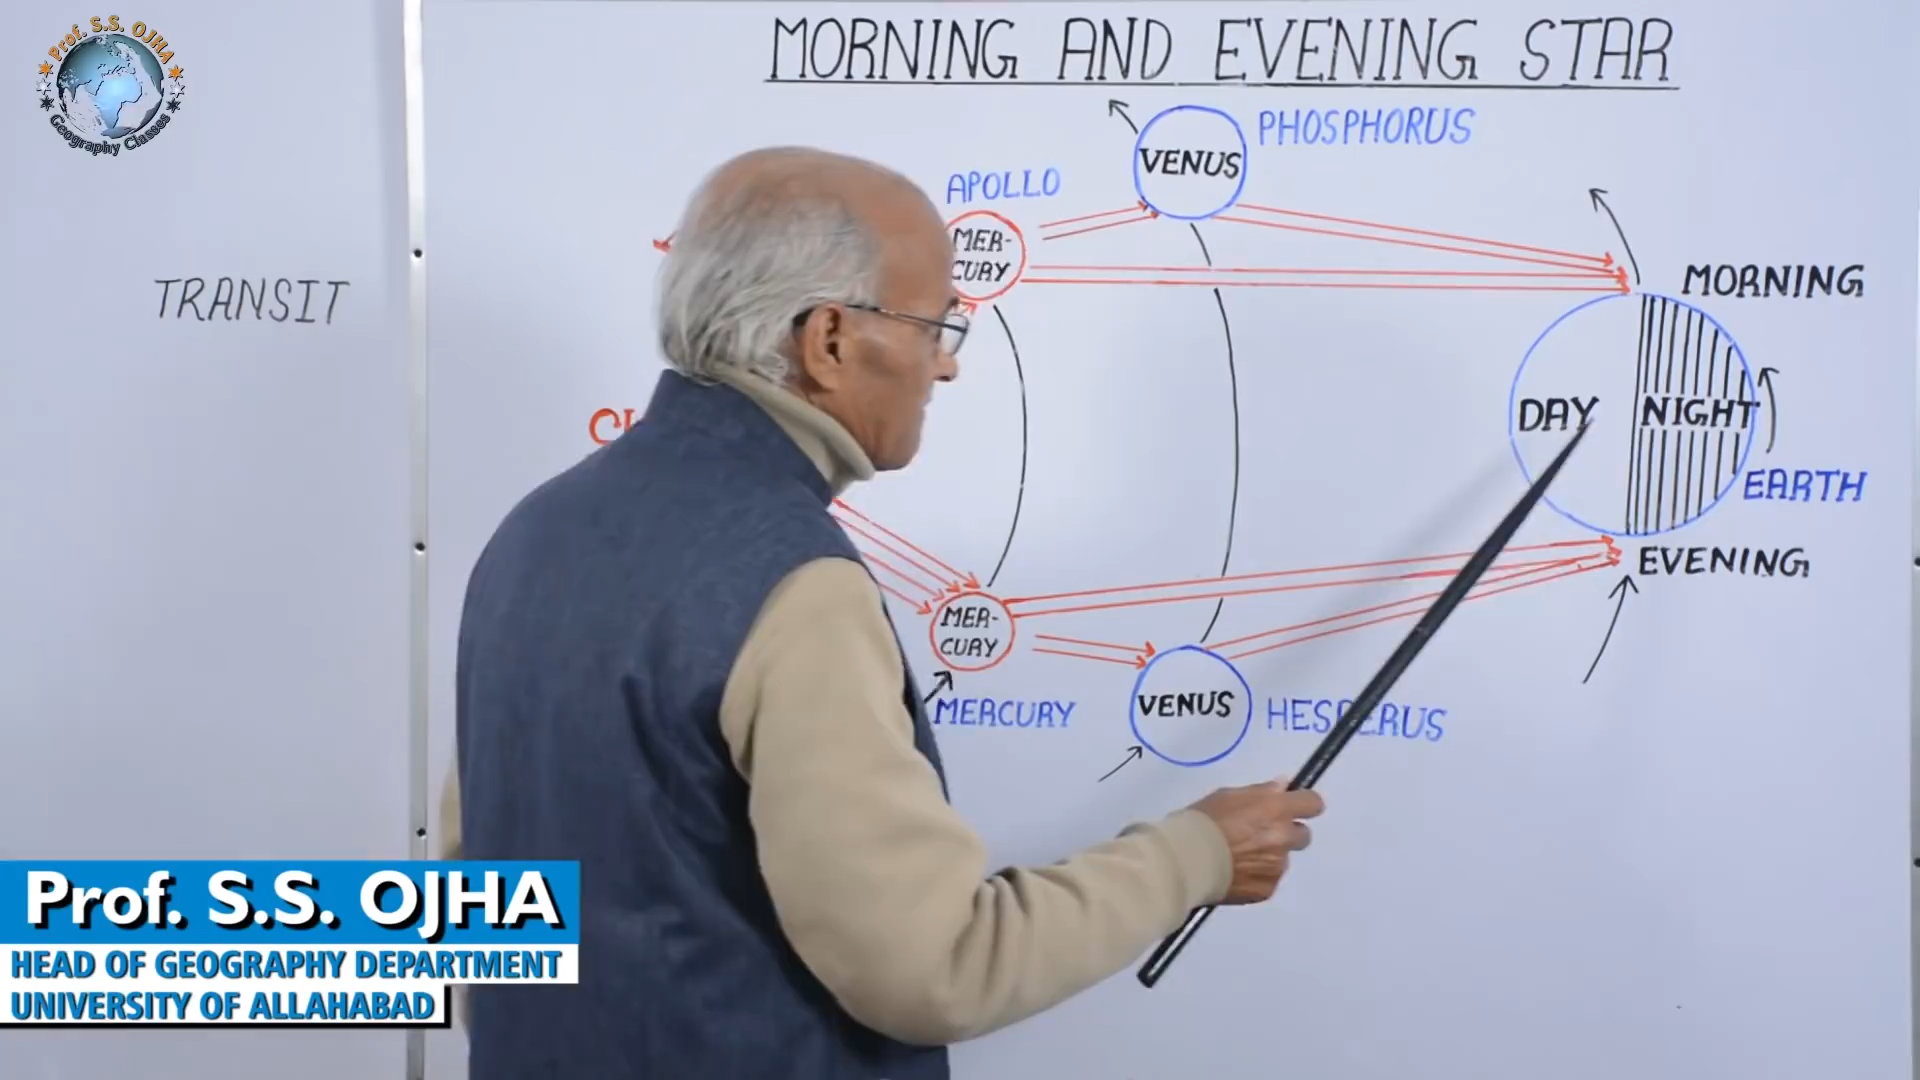 Prof. S.S. OJHA
Geography Classes
MORNING AND EVENING STAR
VENUS
PHOSPHORUS
APOLLO
MER-
CURY
MORNING
TRANSIT
DAY
NIGHT
EARTH
EVENING
MER-
CURY
MERCURY
VENUS
HESPERUS
Prof. S.S. OJHA
HEAD OF GEOGRAPHY DEPARTMENT
UNIVERSITY OF ALLAHABAD